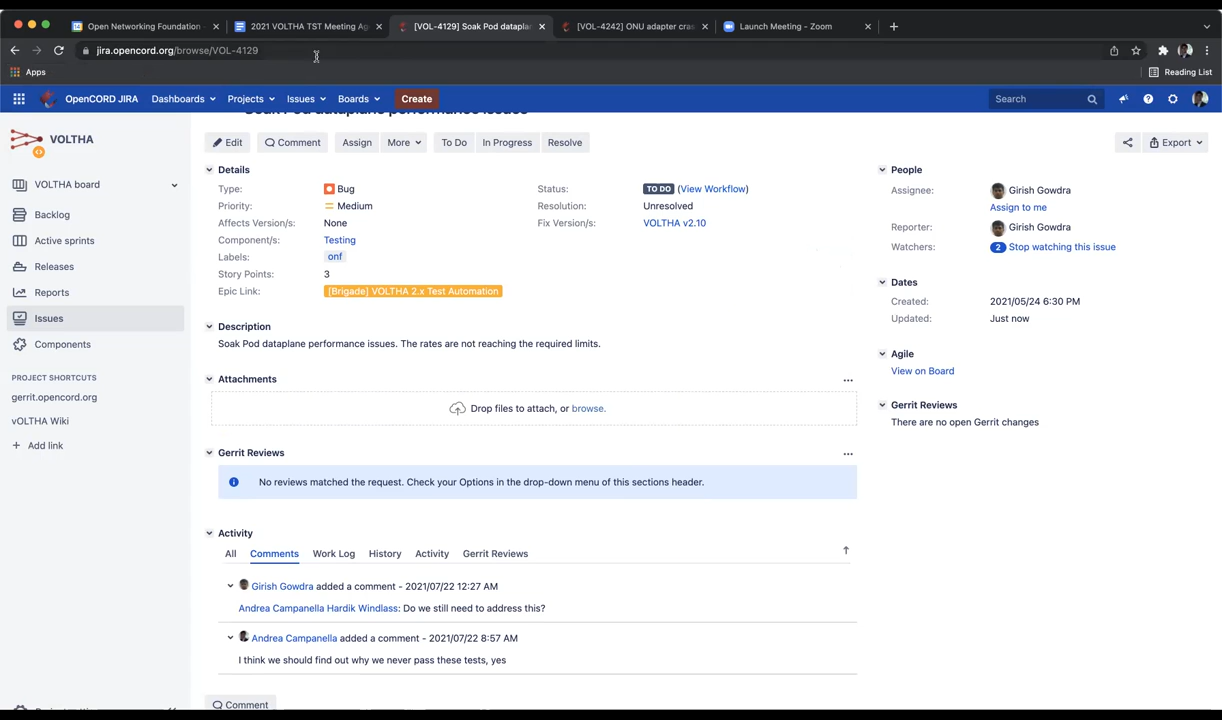 Open Networking Foundation -
2021 VOLTHA TST Meeting Ag
[VOL-4129] Soak Pod datapla
[VOL-4242] ONU adapter cras
Launch Meeting - Zoom
jira.opencord.org/browse/VOL-4129
Apps
Reading List
OpenCORD JIRA
Dashboards
Projects
Issues
Boards
Create
Search
VOLTHA
VOLTHA board
Backlog
Active sprints
Releases
Reports
Issues
Components
PROJECT SHORTCUTS
gerrit.opencord.org
vOLTHA Wiki
+ Add link
Soak Pod dataplane performance issues
Edit
Comment
Assign
More
To Do
In Progress
Resolve
Export
Details
Type: Bug
Priority: Medium
Affects Version/s: None
Component/s: Testing
Labels: onf
Story Points: 3
Epic Link: [Brigade] VOLTHA 2.x Test Automation
Status: TO DO (View Workflow)
Resolution: Unresolved
Fix Version/s: VOLTHA v2.10
Description
Soak Pod dataplane performance issues. The rates are not reaching the required limits.
Attachments
Drop files to attach, or browse.
Gerrit Reviews
No reviews matched the request. Check your Options in the drop-down menu of this sections header.
Activity
All
Comments
Work Log
History
Activity
Gerrit Reviews
Girish Gowdra added a comment - 2021/07/22 12:27 AM
Andrea Campanella Hardik Windlass: Do we still need to address this?
Andrea Campanella added a comment - 2021/07/22 8:57 AM
I think we should find out why we never pass these tests, yes
Comment
People
Assignee: Girish Gowdra
Assign to me
Reporter: Girish Gowdra
Watchers: 2 Stop watching this issue
Dates
Created: 2021/05/24 6:30 PM
Updated: Just now
Agile
View on Board
Gerrit Reviews
There are no open Gerrit changes